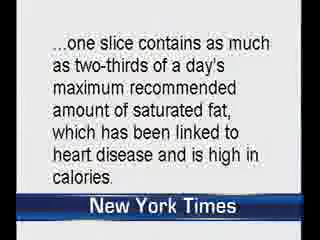 ...one slice contains as much
as two-thirds of a day's
maximum recommended
amount of saturated fat,
which has been linked to
heart disease and is high in
calories.
New York Times